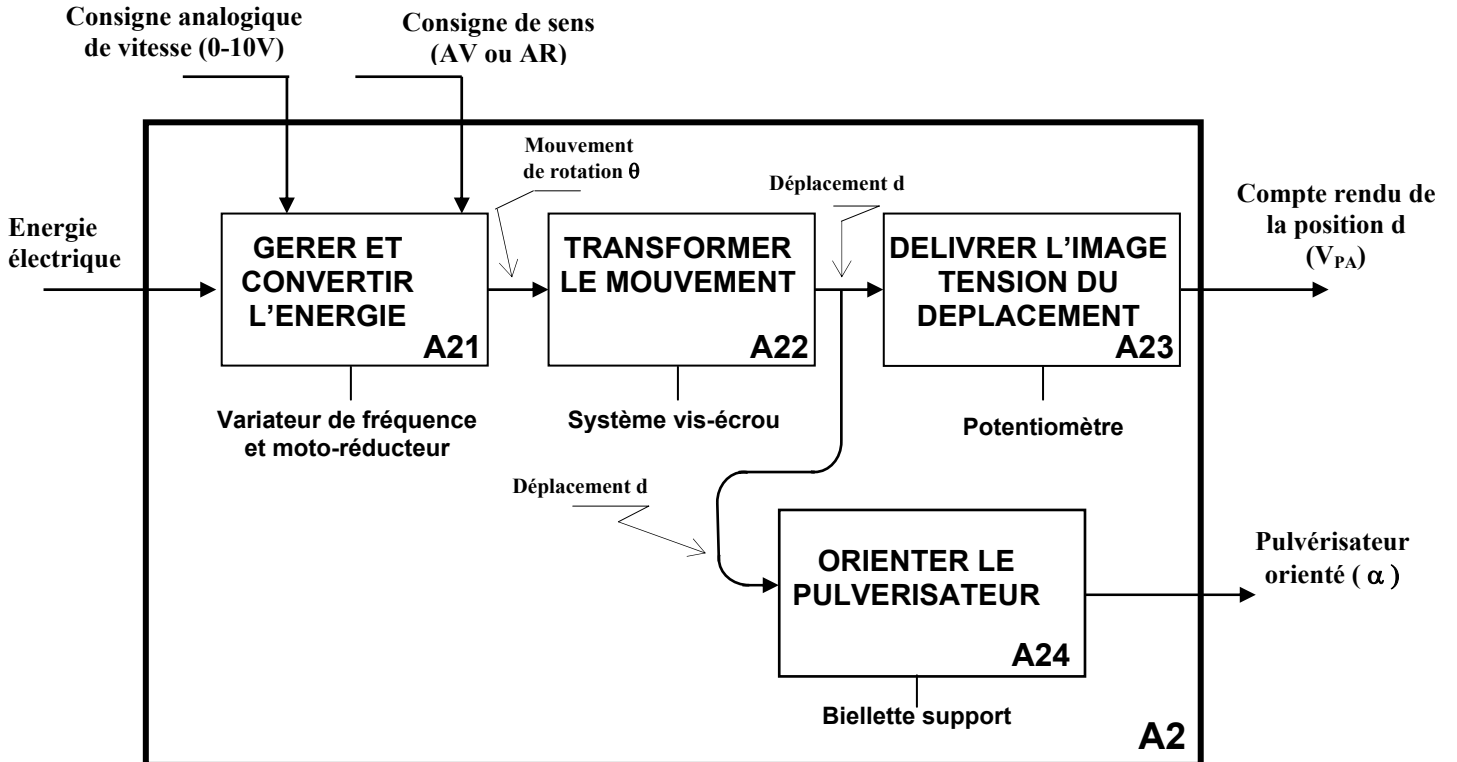 Consigne analogique
de vitesse (0-10V)
Consigne de sens
(AV ou AR)
Mouvement
de rotation θ
Déplacement d
Energie
électrique
GERER ET
CONVERTIR
L’ENERGIE
A21
TRANSFORMER
LE MOUVEMENT
A22
DELIVRER L’IMAGE
TENSION DU
DEPLACEMENT
A23
Compte rendu de
la position d
(VPA)
Variateur de fréquence
et moto-réducteur
Système vis-écrou
Potentiomètre
Déplacement d
ORIENTER LE
PULVERISATEUR
A24
Pulvérisateur
orienté ( α )
Biellette support
A2